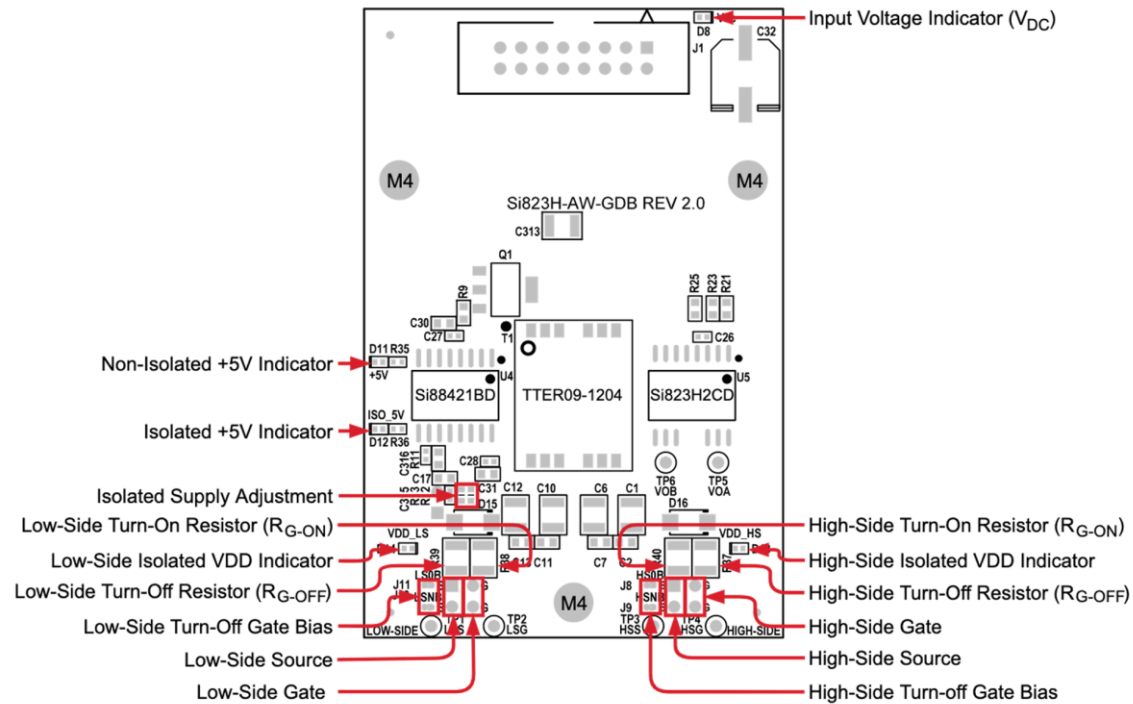 Input Voltage Indicator (VDC)
D8
C32
J1
M4
M4
Si823H-AW-GDB REV 2.0
C313
Q1
R9
R25
R23
R21
C30
C27
T1
C26
Non-Isolated +5V Indicator
D11 R35
+5V
U4
Si88421BD
TTER09-1204
Si823H2CD
U5
Isolated +5V Indicator
ISO_5V
D12 R36
C316
R11
C28
C17
TP6
VOB
TP5
VOA
Isolated Supply Adjustment
C31
D15
C12
C10
C6
C1
D16
Low-Side Turn-On Resistor (RG-ON)
VDD_LS
VDD_HS
High-Side Turn-On Resistor (RG-ON)
Low-Side Isolated VDD Indicator
C11
C7
High-Side Isolated VDD Indicator
Low-Side Turn-Off Resistor (RG-OFF)
High-Side Turn-Off Resistor (RG-OFF)
J11
J8
Low-Side Turn-Off Gate Bias
M4
J9
High-Side Gate
LOW-SIDE
TP2
LSG
TP3
HSS
TP4
HSG
HIGH-SIDE
Low-Side Source
High-Side Source
Low-Side Gate
High-Side Turn-off Gate Bias